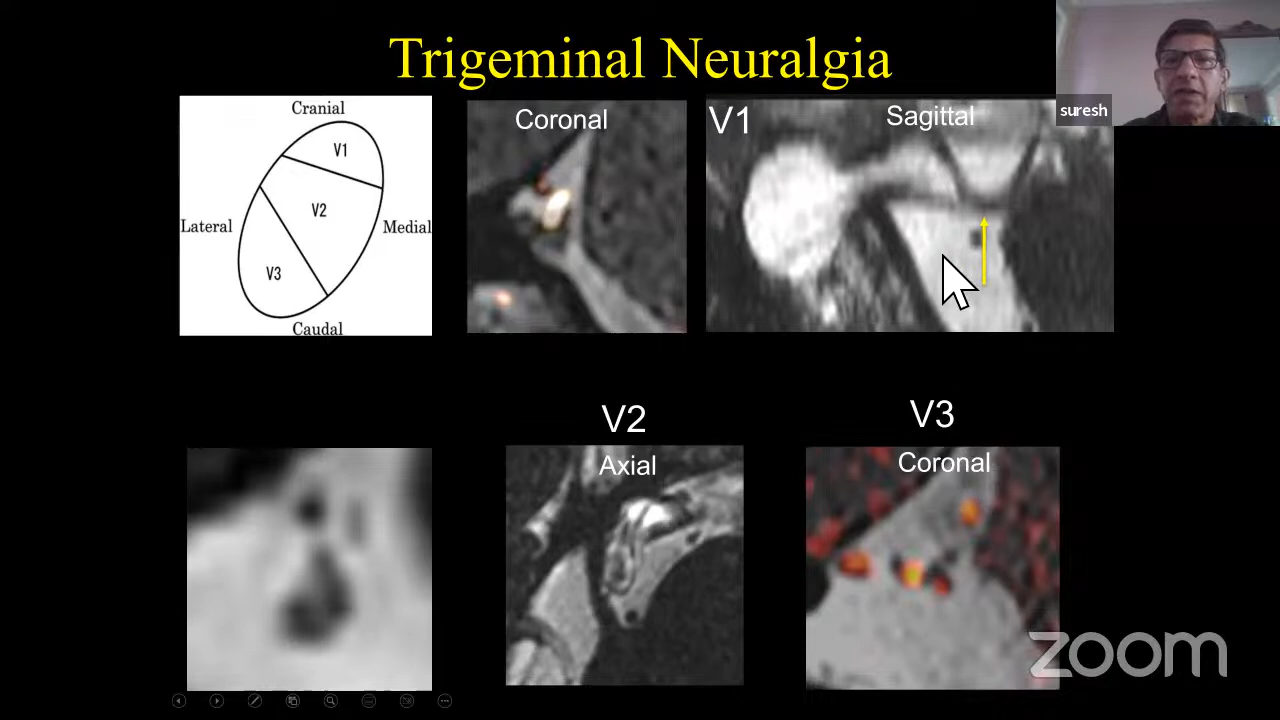 Trigeminal Neuralgia
suresh
Cranial
V1
V2
V3
Lateral
Medial
Caudal
Coronal
V1
Sagittal
V2
Axial
V3
Coronal
zoom